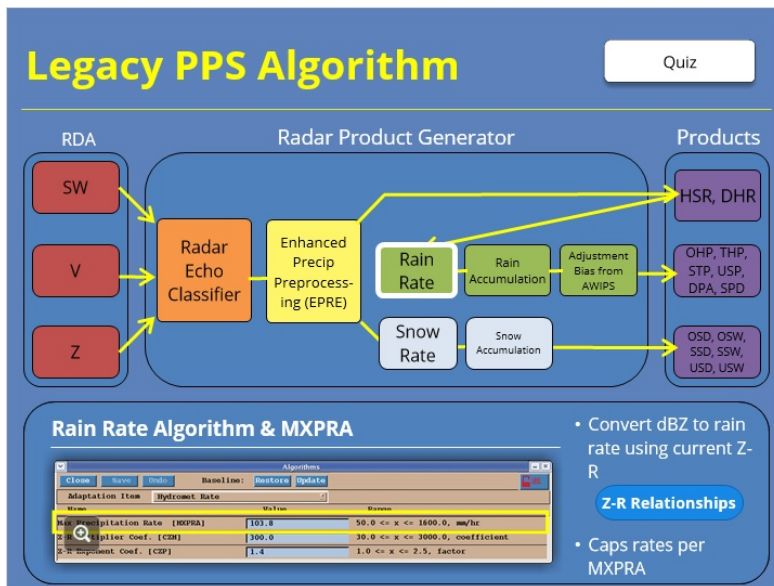 Legacy PPS Algorithm
Quiz
RDA
Radar Product Generator
Products
SW
V
Z
Radar
Echo
Classifier
Enhanced
Precip
Preprocess-
ing (EPRE)
Rain
Rate
Rain
Accumulation
Adjustment
Bias from
AWIPS
Snow
Rate
Snow
Accumulation
HSR, DHR
OHP, THP,
STP, USP,
DPA, SPD
OSD, OSW,
SSD, SSW,
USD, USW
Rain Rate Algorithm & MXPRA
Algorithms
Close Save Undo Baseline: Restore Update
Adaptation Item Hydromet Rate
Name Value Range
Max Precipitation Rate [MXPRA] 103.8 50.0 <= x <= 1600.0, mm/hr
Multiplier Coef. [CZM] 300.0 30.0 <= x <= 3000.0, coefficient
Z-R Exponent Coef. [CZP] 1.4 1.0 <= x <= 2.5, factor
• Convert dBZ to rain
rate using current Z-
R
Z-R Relationships
• Caps rates per
MXPRA